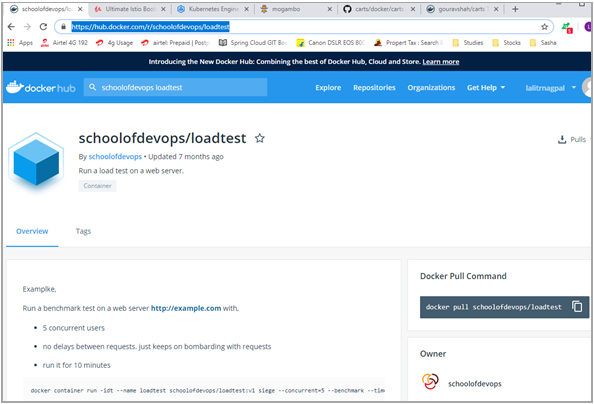 schoolofdevops/lo
Ultimate Istio Boo
Kubernetes Engine
mogambo
carts/docker/carts
gouravshah/carts
https://hub.docker.com/r/schoolofdevops/loadtest
Apps Airtel 4G 192 4g Usage airtel: Prepaid | Postp Spring Cloud GIT Bo Canon DSLR EOS 80 Propert Tax : Search Studies Stocks Sasha
Introducing the New Docker Hub: Combining the best of Docker Hub, Cloud and Store. Learn more
dockerhub schoolofdevops loadtest Explore Repositories Organizations Get Help lalitrnagpal
schoolofdevops/loadtest
Pulls
By schoolofdevops • Updated 7 months ago
Run a load test on a web server.
Container
Overview Tags
Examplke,
Run a benchmark test on a web server http://example.com with,
• 5 concurrent users
• no delays between requests. just keeps on bombarding with requests
• run it for 10 minutes
docker container run -idt --name loadtest schoolofdevops/loadtest:v1 siege --concurrent=5 --benchmark --tim
Docker Pull Command
docker pull schoolofdevops/loadtest
Owner
schoolofdevops